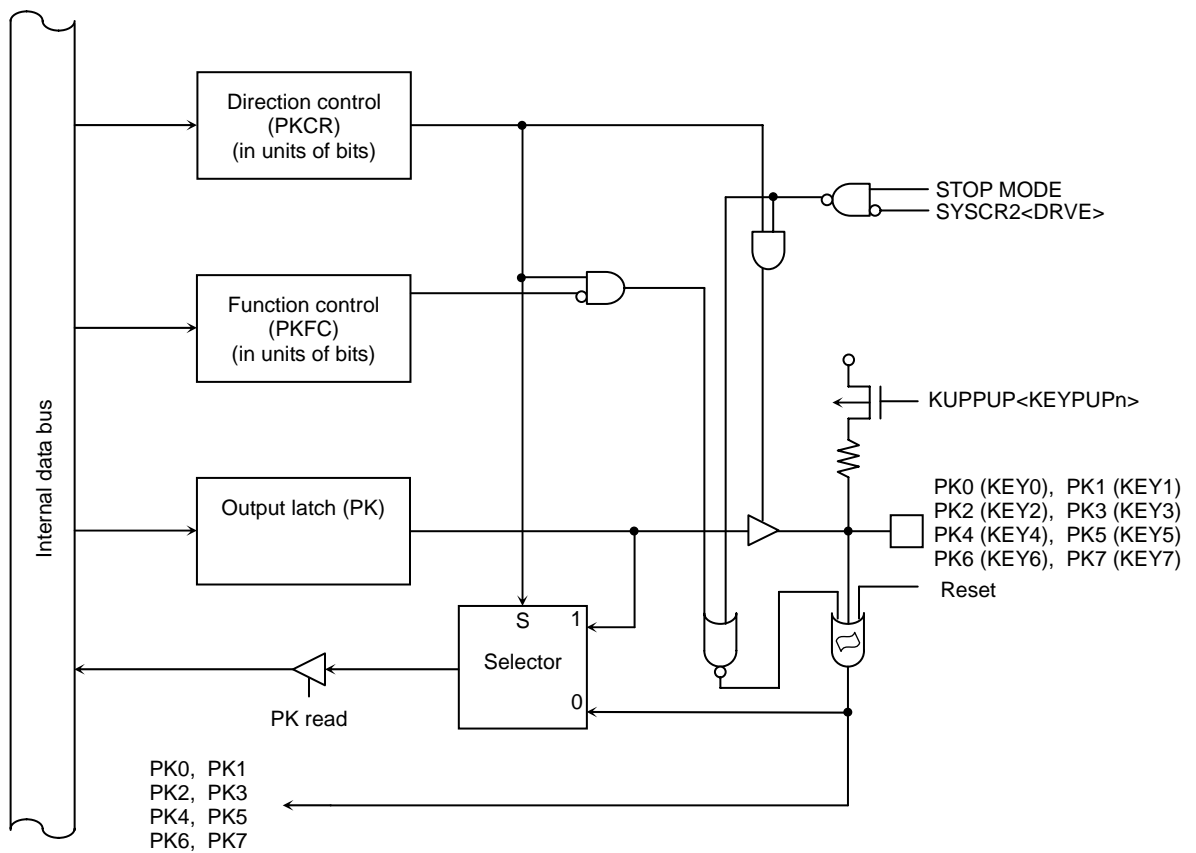 Direction control
(PKCR)
(in units of bits)
STOP MODE
SYSCR2<DRVE>
Function control
(PKFC)
(in units of bits)
KUPPUP<KEYPUPn>
Internal data bus
Output latch (PK)
PK0 (KEY0), PK1 (KEY1)
PK2 (KEY2), PK3 (KEY3)
PK4 (KEY4), PK5 (KEY5)
PK6 (KEY6), PK7 (KEY7)
Reset
S
1
Selector
0
PK read
PK0, PK1
PK2, PK3
PK4, PK5
PK6, PK7